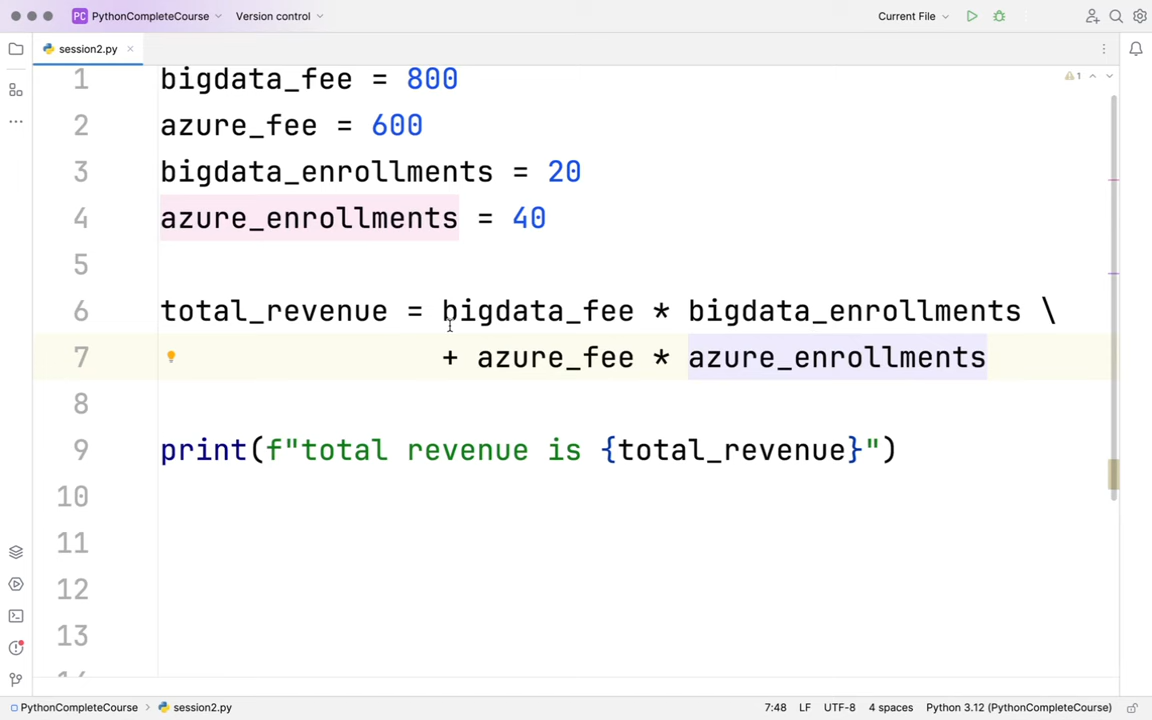 PC PythonCompleteCourse Version control Current File
session2.py
1 bigdata_fee = 800
2 azure_fee = 600
3 bigdata_enrollments = 20
4 azure_enrollments = 40
5
6 total_revenue = bigdata_fee * bigdata_enrollments \
7 + azure_fee * azure_enrollments
8
9 print(f"total revenue is {total_revenue}")
10
11
12
13
1
PythonCompleteCourse session2.py 7:48 LF UTF-8 4 spaces Python 3.12 (PythonCompleteCourse)